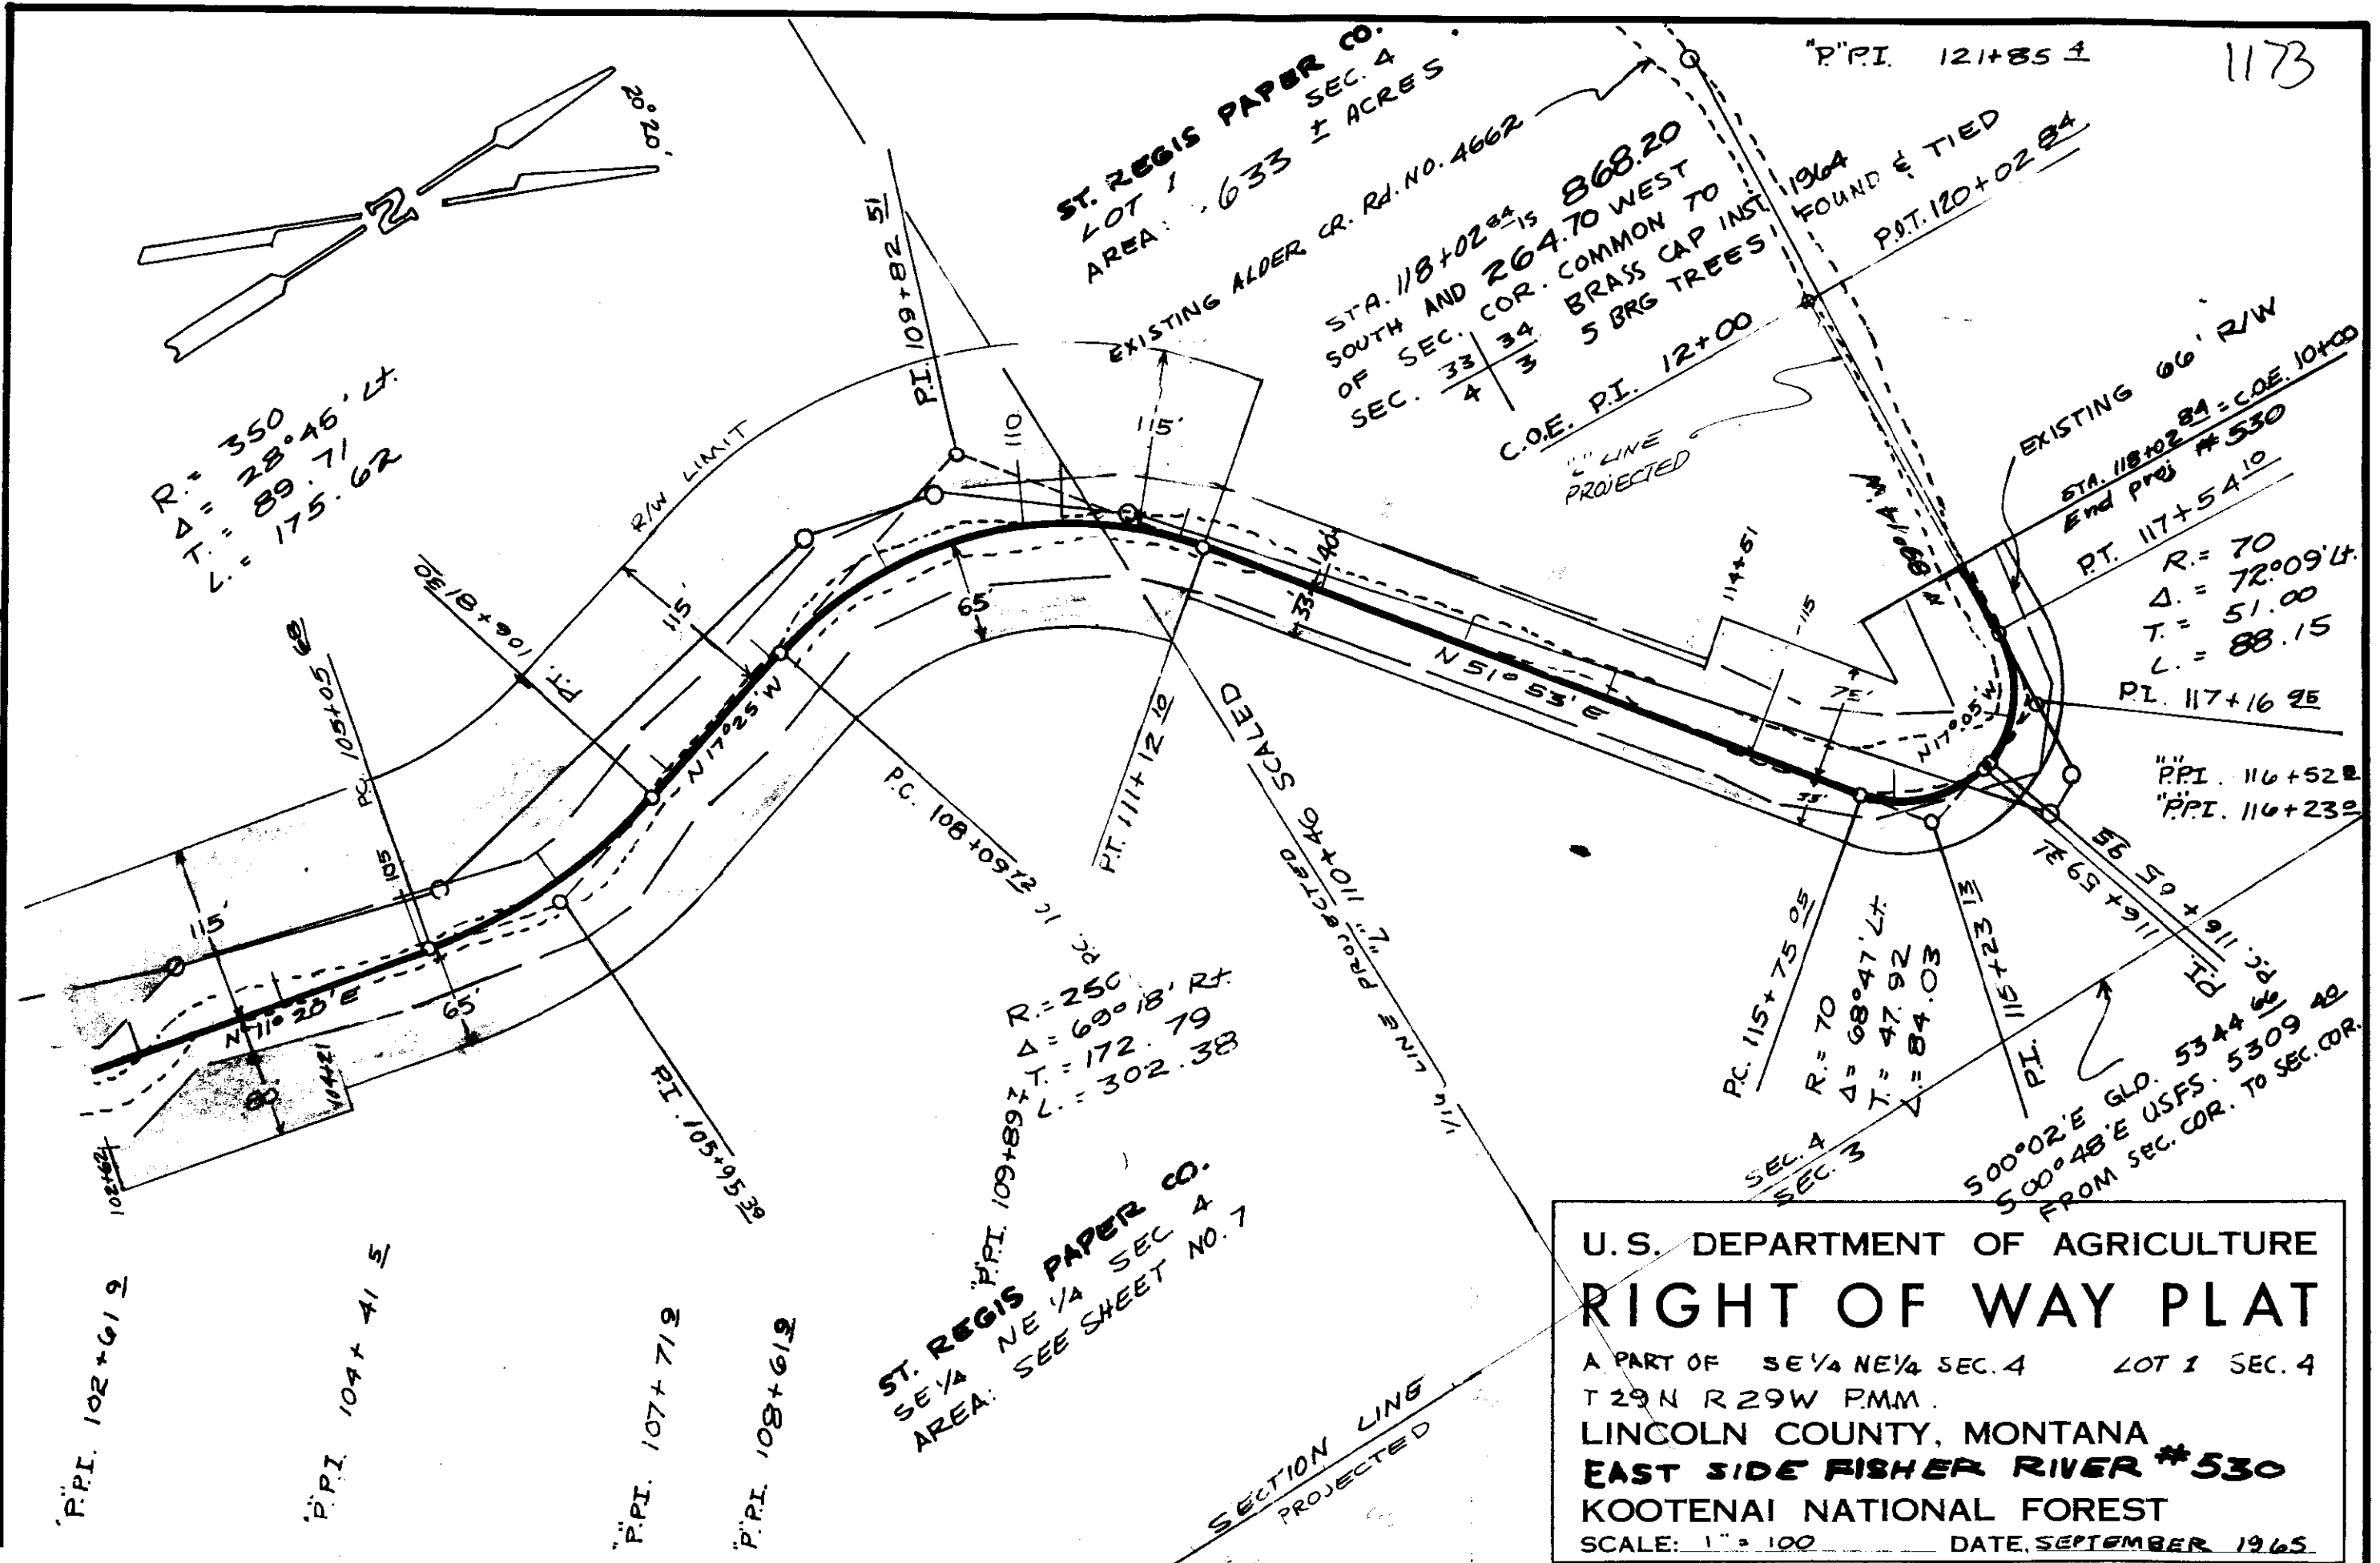 "P" P.I. 121+85 4
1173
20°20'
N
ST. REGIS PAPER CO.
LOT 1 SEC. 4
AREA: .633 ± ACRES
EXISTING ALDER CR. Rd. NO. 4662
STA. 118+02 84 IS 868.20
SOUTH AND 264.70 WEST
OF SEC. COR. COMMON TO
SEC. 33 34 BRASS CAP INST. 1964
4 3 5 BRG TREES FOUND & TIED
P.O.T. 120+02 84
C.O.E. P.I. 12+00
"L" LINE
PROJECTED
EXISTING 66' R/W
STA. 118+02 84 = C.O.E. 10+00
End proj #530
P.T. 117+54 10
R. = 70
Δ. = 72°09' Lt.
T. = 51.00
L. = 88.15
P.I. 117+16 95
"P" P.I. 116+52
"P" P.I. 116+23
R. = 350
Δ = 28°45' Lt.
T. = 89.71
L. = 175.62
R/W LIMIT
P.I. 109+82 51
110
115'
115'
65'
33
40'
114+61
115
75'
33'
N 51° 53' E
N 17°05' W
N 17°25' W
P.T. 106+81 30
P.C. 105+05 68
105
115'
65'
N 11° 20' E
80
104+42
102+62
P.I. 105+95 39
P.C. 108+09
P.C.
P.T. 111+12 10
"L" 110+46 SCALED
PROJECTED
1/16 LINE
R. = 250
Δ = 69°18' Rt.
T. = 172.79
L. = 302.38
P.C. 115+75 05
R. = 70
Δ = 68°47' Lt.
T. = 47.92
L. = 84.03
P.I. 115+23 13
116+59 31
P.C. 116+65 95
P.I.
SEC. 4
SEC. 3
S 00°02'E GLO. 5344 66
S 00°48'E USFS. 5309 40
FROM SEC. COR. TO SEC. COR.
"P" P.I. 102+61 9
"P" P.I. 104+41 5
"P" P.I. 107+71 9
"P" P.I. 108+61 9
"P" P.I. 109+89
ST. REGIS PAPER CO.
SE 1/4 NE 1/4 SEC 4
AREA: SEE SHEET NO. 7
SECTION LINE
PROJECTED
U.S. DEPARTMENT OF AGRICULTURE
RIGHT OF WAY PLAT
A PART OF SE 1/4 NE 1/4 SEC. 4 LOT 1 SEC. 4
T 29 N R 29 W P.M.M.
LINCOLN COUNTY, MONTANA
EAST SIDE FISHER RIVER #530
KOOTENAI NATIONAL FOREST
SCALE: 1" = 100 DATE, SEPTEMBER 1965